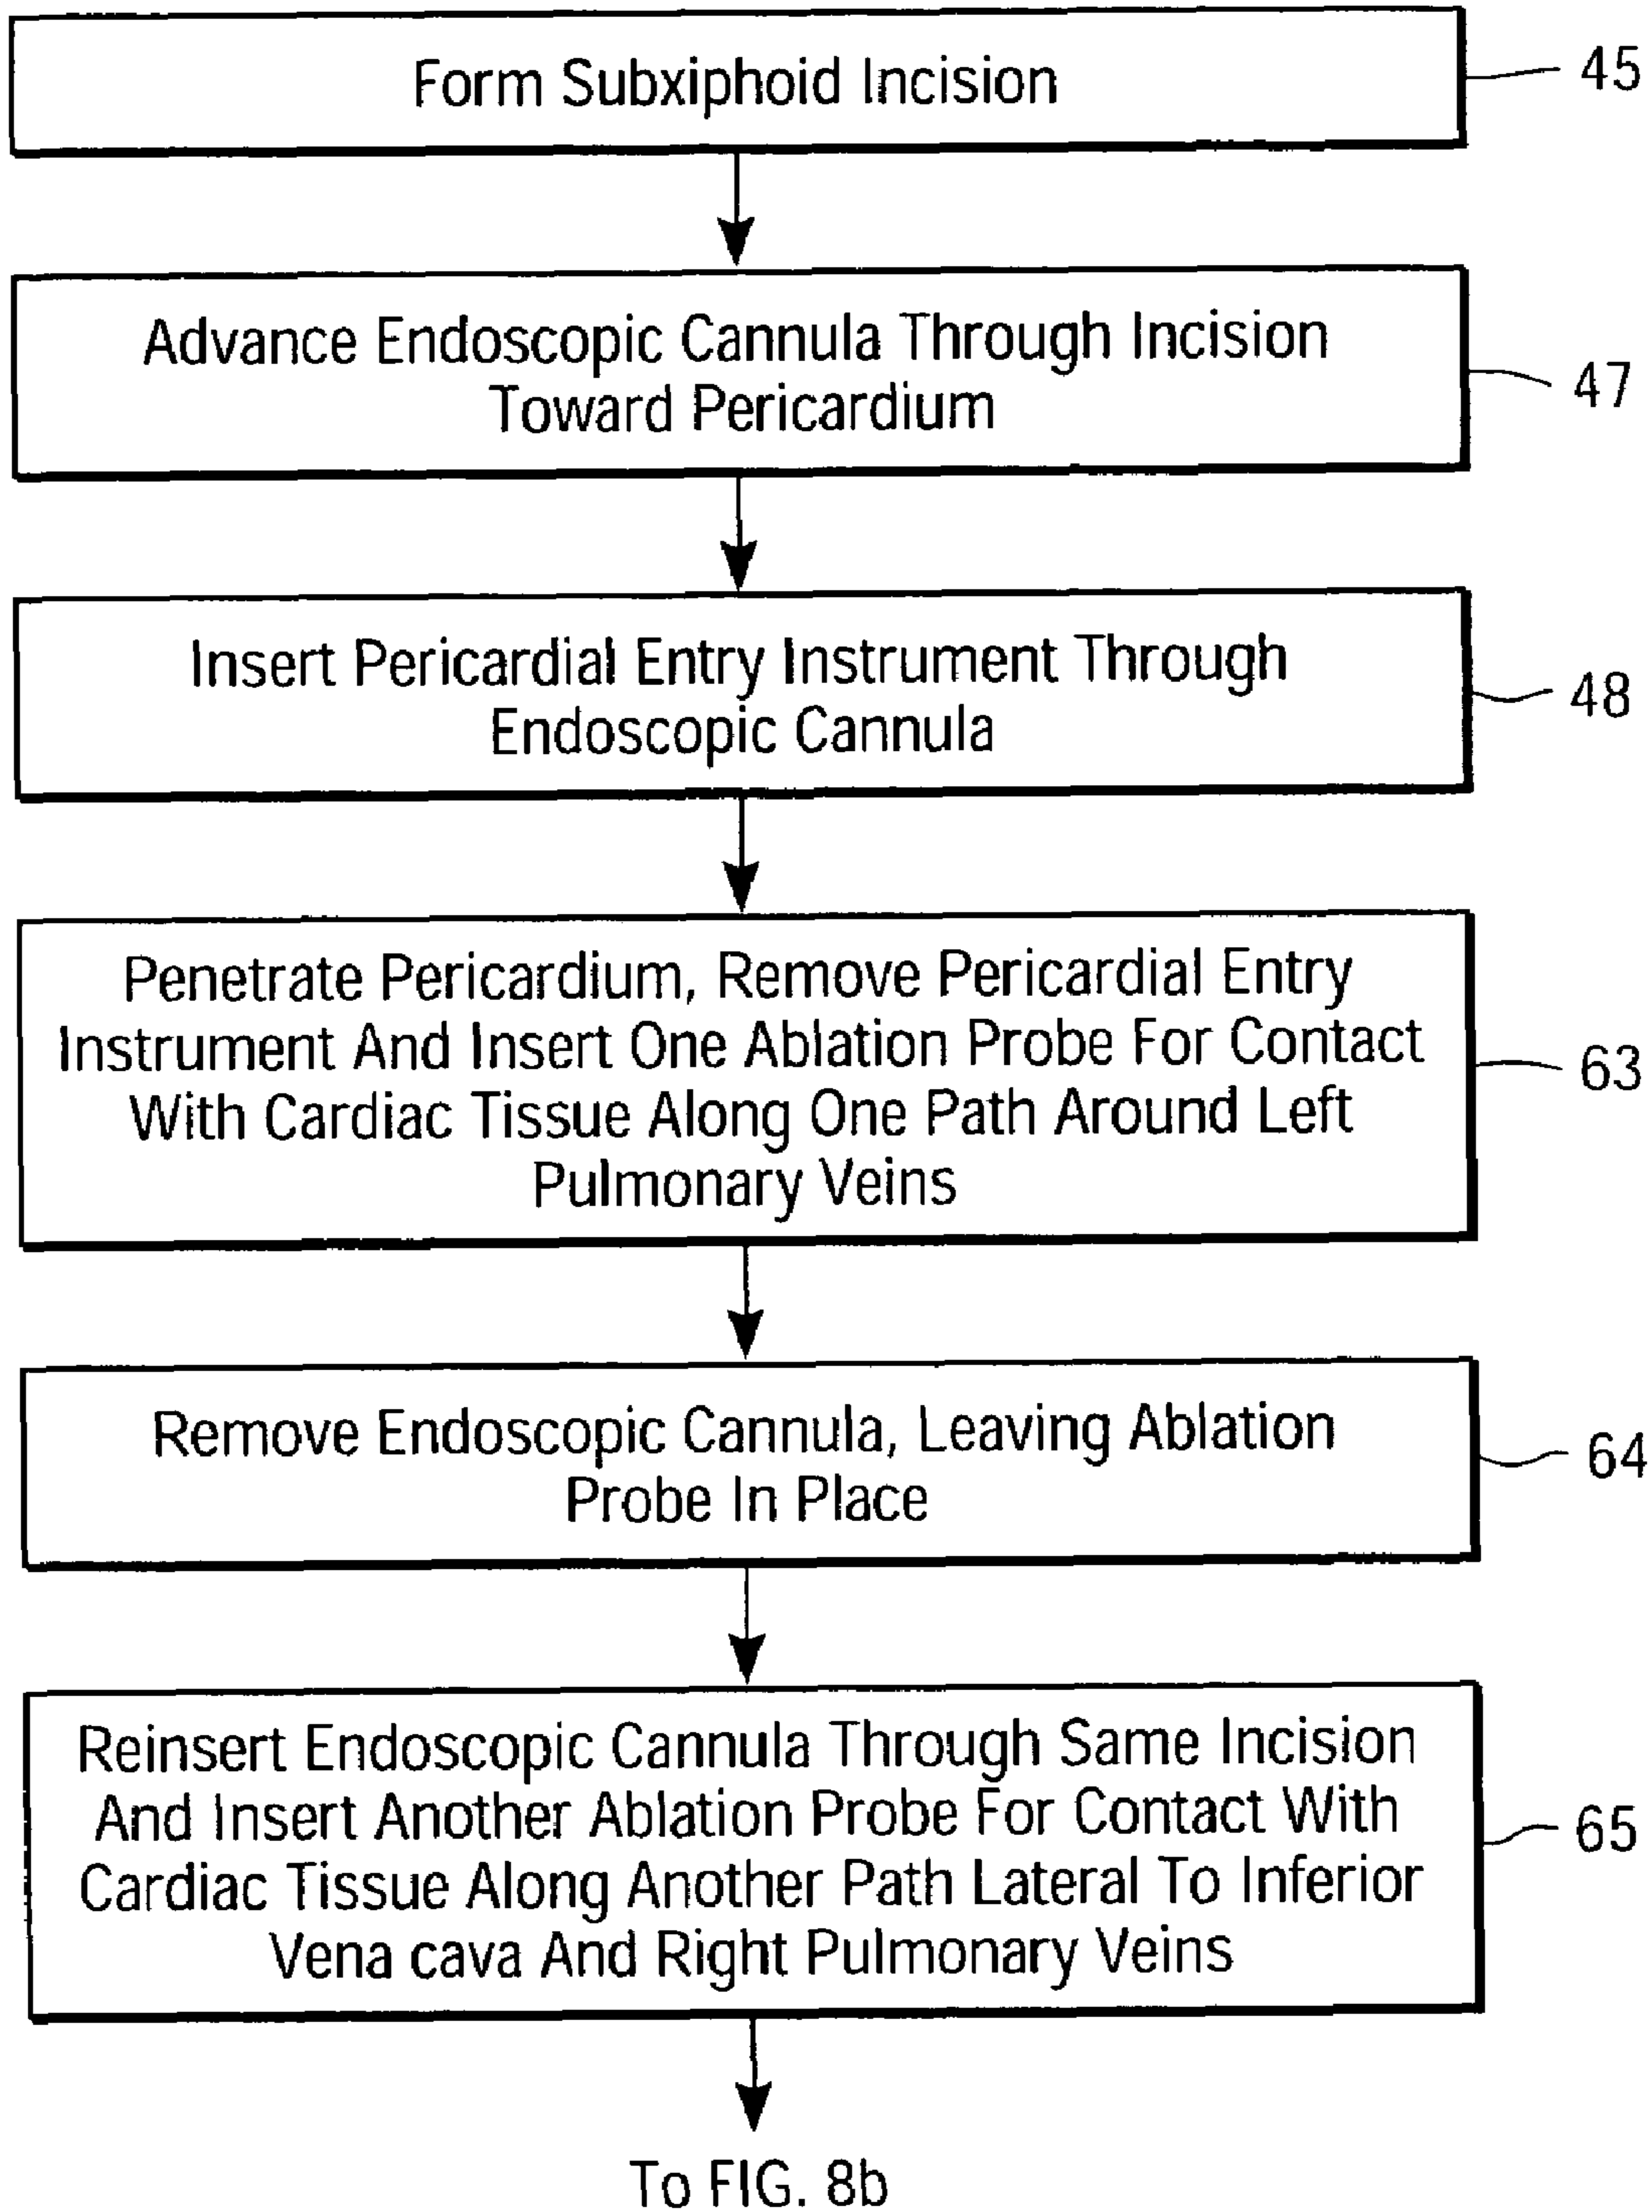 Form Subxiphoid Incision
45
Advance Endoscopic Cannula Through Incision
Toward Pericardium
47
Insert Pericardial Entry Instrument Through
Endoscopic Cannula
48
Penetrate Pericardium, Remove Pericardial Entry
Instrument And Insert One Ablation Probe For Contact
With Cardiac Tissue Along One Path Around Left
Pulmonary Veins
63
Remove Endoscopic Cannula, Leaving Ablation
Probe In Place
64
Reinsert Endoscopic Cannula Through Same Incision
And Insert Another Ablation Probe For Contact With
Cardiac Tissue Along Another Path Lateral To Inferior
Vena cava And Right Pulmonary Veins
65
To FIG. 8b